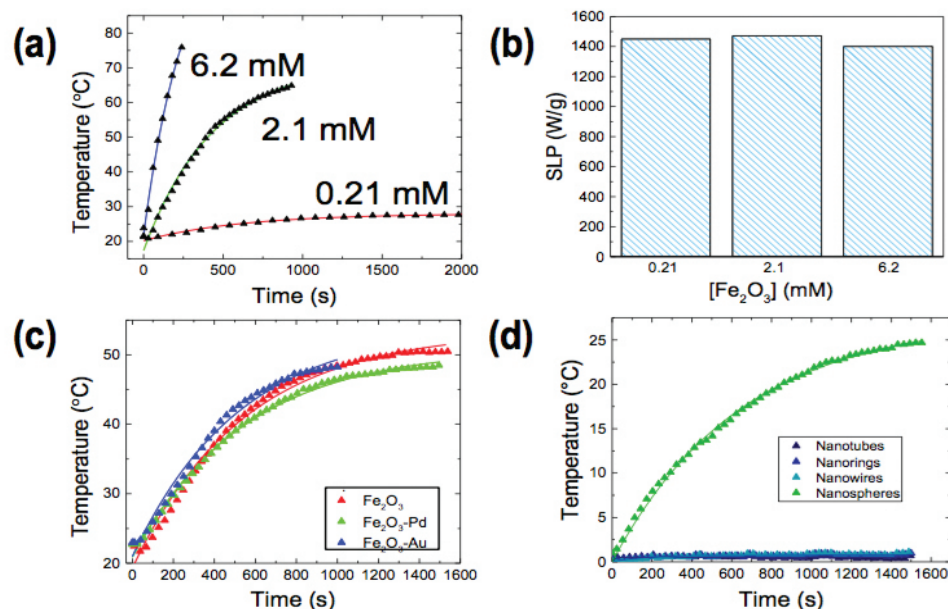 (a)
Temperature (°C)
80
70
60
50
40
30
20
6.2 mM
2.1 mM
0.21 mM
0 500 1000 1500 2000
Time (s)
(b)
SLP (W/g)
1600
1400
1200
1000
800
600
400
200
0
0.21 2.1 6.2
[Fe₂O₃] (mM)
(c)
Temperature (°C)
50
40
30
20
Fe₂O₃
Fe₂O₃-Pd
Fe₂O₃-Au
0 200 400 600 800 1000 1200 1400 1600
Time (s)
(d)
Temperature (°C)
25
20
15
10
5
0
Nanotubes
Nanorings
Nanowires
Nanospheres
0 200 400 600 800 1000 1200 1400 1600
Time (s)